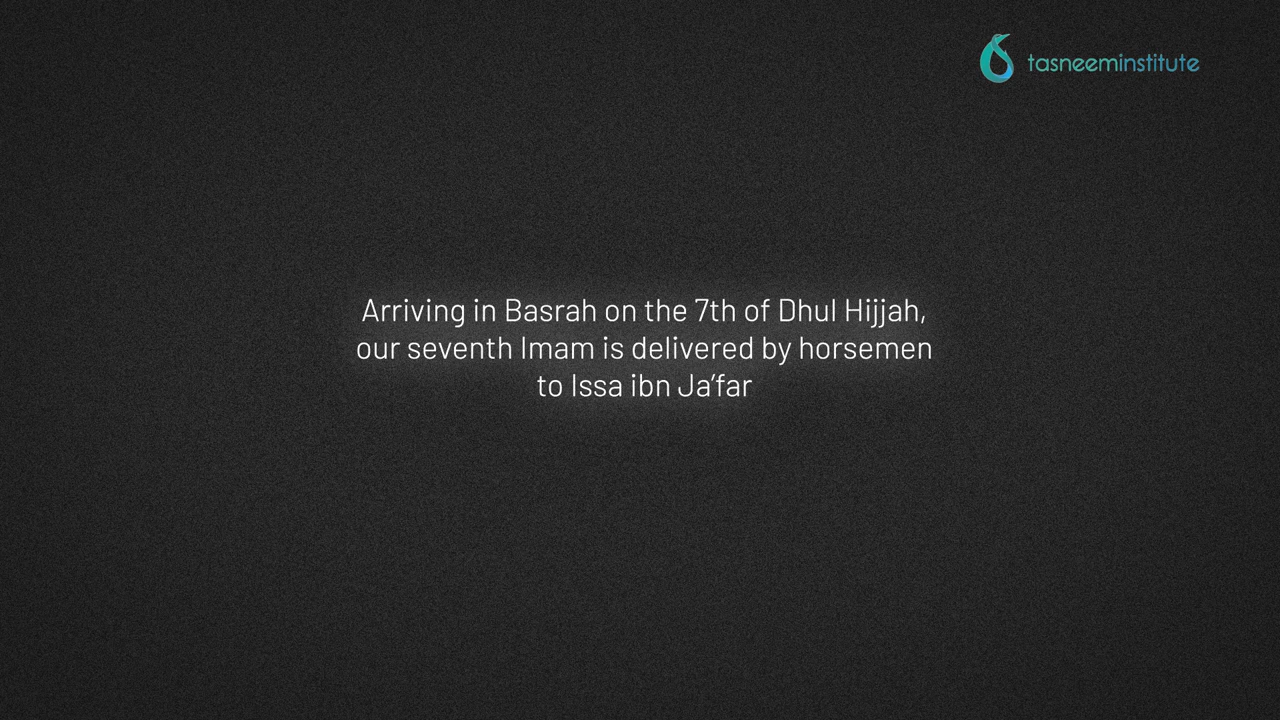 tasneeminstitute
Arriving in Basrah on the 7th of Dhul Hijjah,
our seventh Imam is delivered by horsemen
to Issa ibn Ja’far